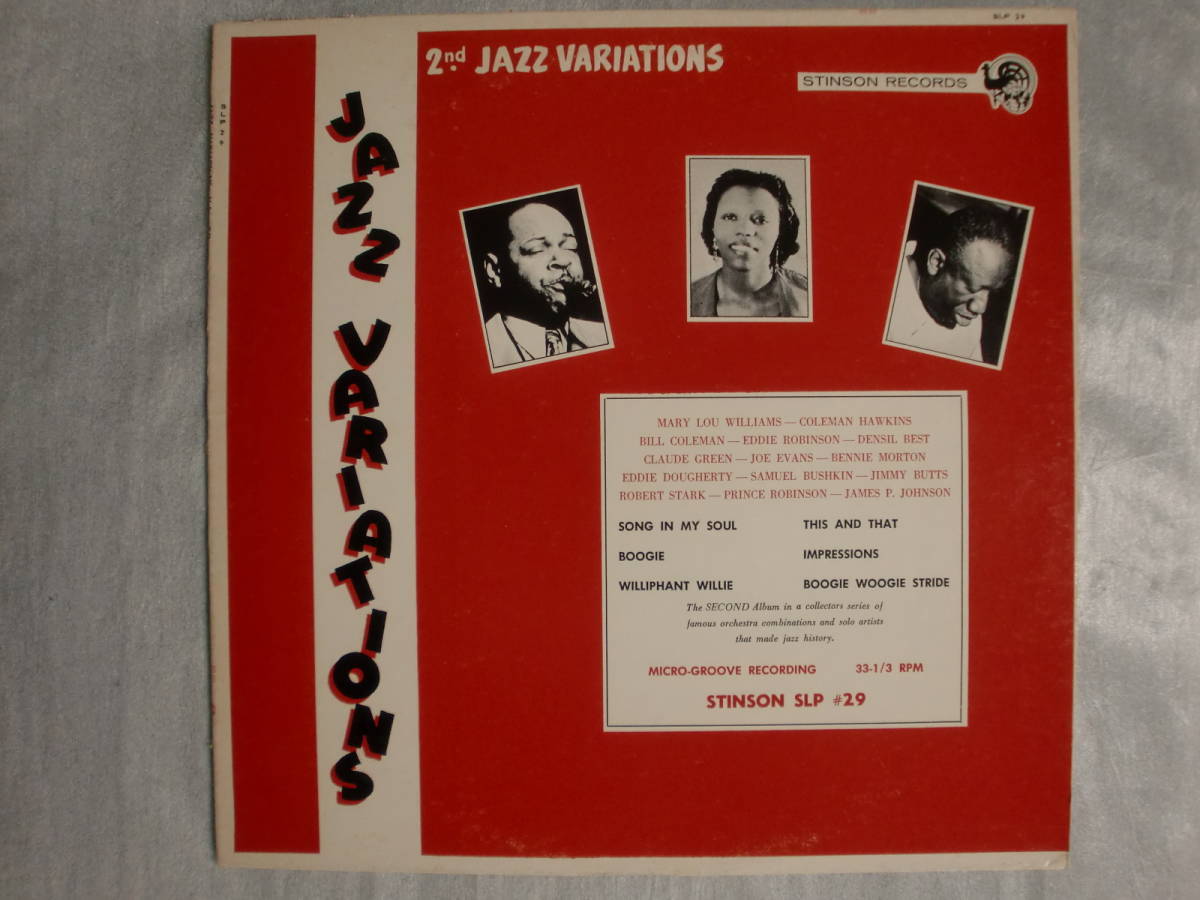 SLP 29
2nd JAZZ VARIATIONS
STINSON RECORDS
JAZZ VARIATIONS
MARY LOU WILLIAMS — COLEMAN HAWKINS
BILL COLEMAN — EDDIE ROBINSON — DENSIL BEST
CLAUDE GREEN — JOE EVANS — BENNIE MORTON
EDDIE DOUGHERTY — SAMUEL BUSHKIN — JIMMY BUTTS
ROBERT STARK — PRINCE ROBINSON — JAMES P. JOHNSON
SONG IN MY SOUL THIS AND THAT
BOOGIE IMPRESSIONS
WILLIPHANT WILLIE BOOGIE WOOGIE STRIDE
The SECOND Album in a collectors series of
famous orchestra combinations and solo artists
that made jazz history.
MICRO-GROOVE RECORDING 33-1/3 RPM
STINSON SLP #29